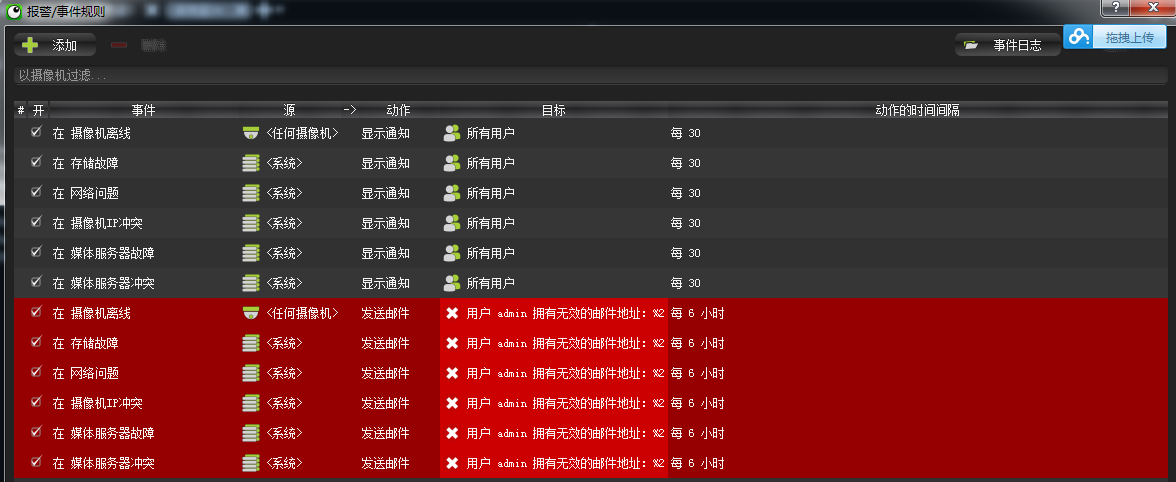 报警/事件规则
添加
事件日志
拖拽上传
以摄像机过滤...
# 开 事件 源 -> 动作 目标 动作的时间间隔
在 摄像机离线 <任何摄像机> 显示通知 所有用户 每 30
在 存储故障 <系统> 显示通知 所有用户 每 30
在 网络问题 <系统> 显示通知 所有用户 每 30
在 摄像机IP冲突 <系统> 显示通知 所有用户 每 30
在 媒体服务器故障 <系统> 显示通知 所有用户 每 30
在 媒体服务器冲突 <系统> 显示通知 所有用户 每 30
在 摄像机离线 <任何摄像机> 发送邮件 用户 admin 拥有无效的邮件地址: %2 每 6 小时
在 存储故障 <系统> 发送邮件 用户 admin 拥有无效的邮件地址: %2 每 6 小时
在 网络问题 <系统> 发送邮件 用户 admin 拥有无效的邮件地址: %2 每 6 小时
在 摄像机IP冲突 <系统> 发送邮件 用户 admin 拥有无效的邮件地址: %2 每 6 小时
在 媒体服务器故障 <系统> 发送邮件 用户 admin 拥有无效的邮件地址: %2 每 6 小时
在 媒体服务器冲突 <系统> 发送邮件 用户 admin 拥有无效的邮件地址: %2 每 6 小时